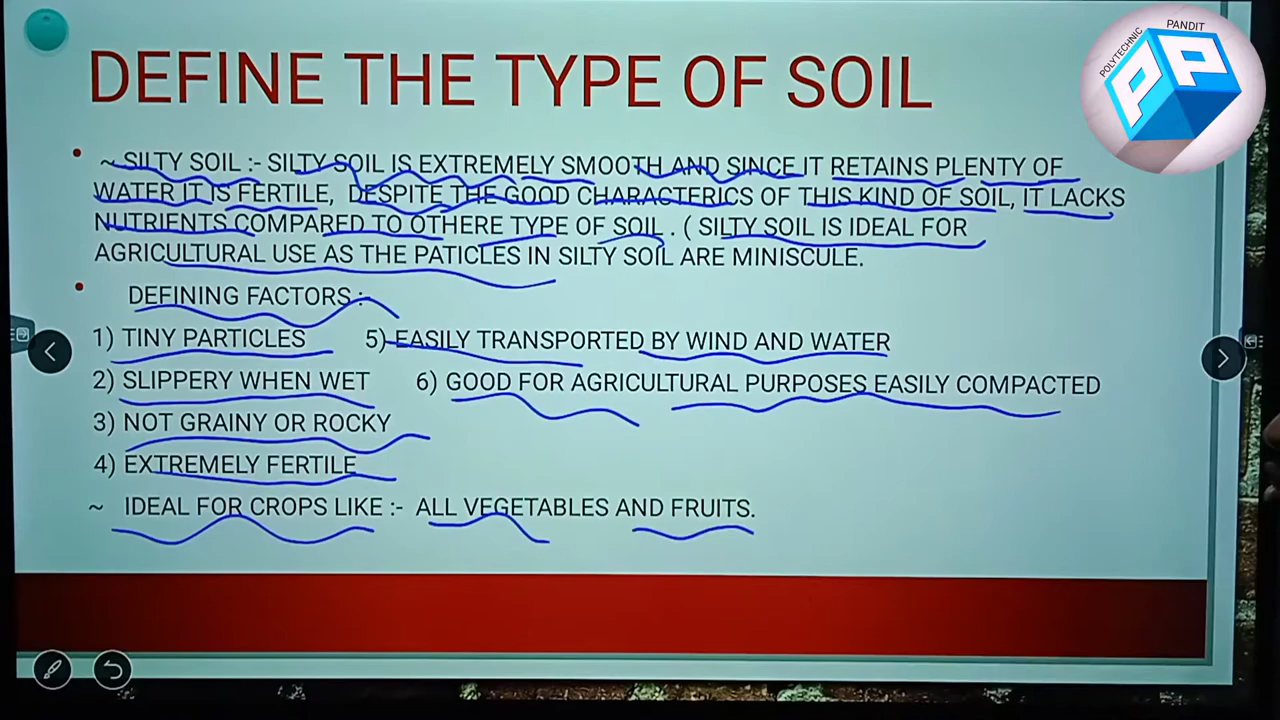 POLYTECHNIC PANDIT
PP
DEFINE THE TYPE OF SOIL
~ SILTY SOIL :- SILTY SOIL IS EXTREMELY SMOOTH AND SINCE IT RETAINS PLENTY OF
WATER IT IS FERTILE, DESPITE THE GOOD CHARACTERICS OF THIS KIND OF SOIL, IT LACKS
NUTRIENTS COMPARED TO OTHERE TYPE OF SOIL . ( SILTY SOIL IS IDEAL FOR
AGRICULTURAL USE AS THE PATICLES IN SILTY SOIL ARE MINISCULE.
DEFINING FACTORS :-
1) TINY PARTICLES 5) EASILY TRANSPORTED BY WIND AND WATER
2) SLIPPERY WHEN WET 6) GOOD FOR AGRICULTURAL PURPOSES EASILY COMPACTED
3) NOT GRAINY OR ROCKY
4) EXTREMELY FERTILE
~ IDEAL FOR CROPS LIKE :- ALL VEGETABLES AND FRUITS.